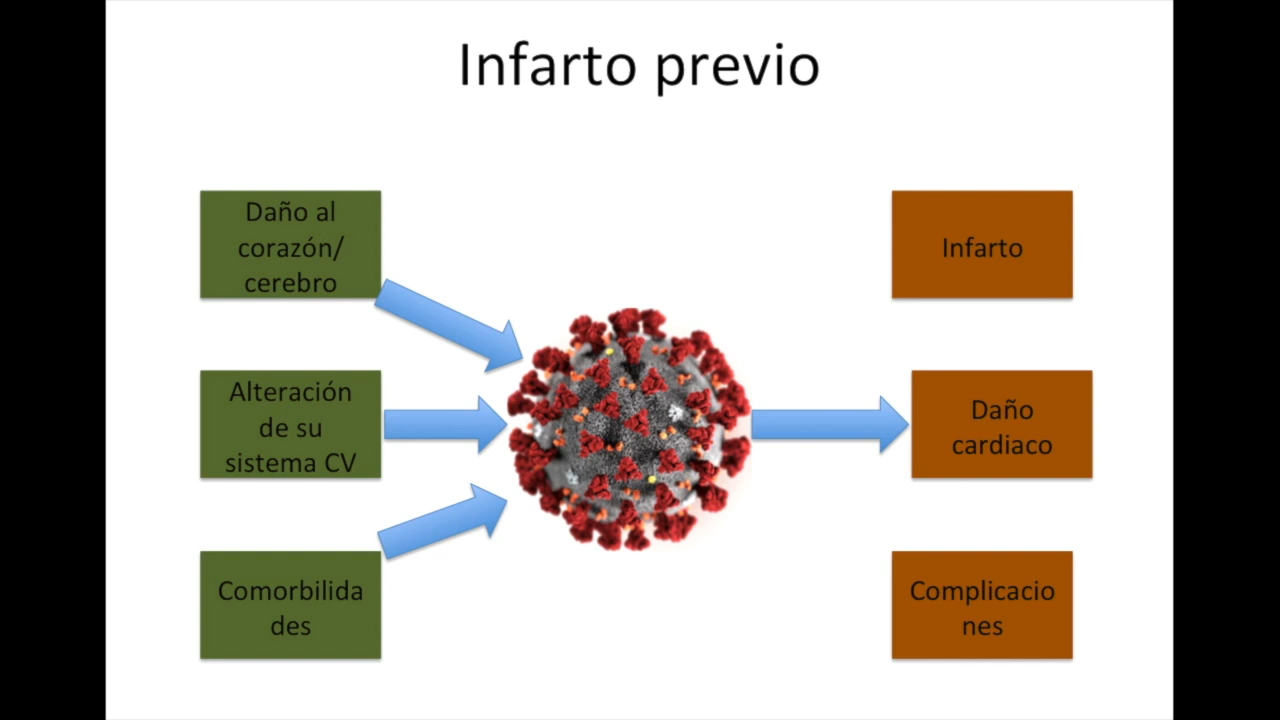 Infarto previo
Daño al
corazón/
cerebro
Infarto
Alteración
de su
sistema CV
Daño
cardiaco
Comorbilida
des
Complicacio
nes